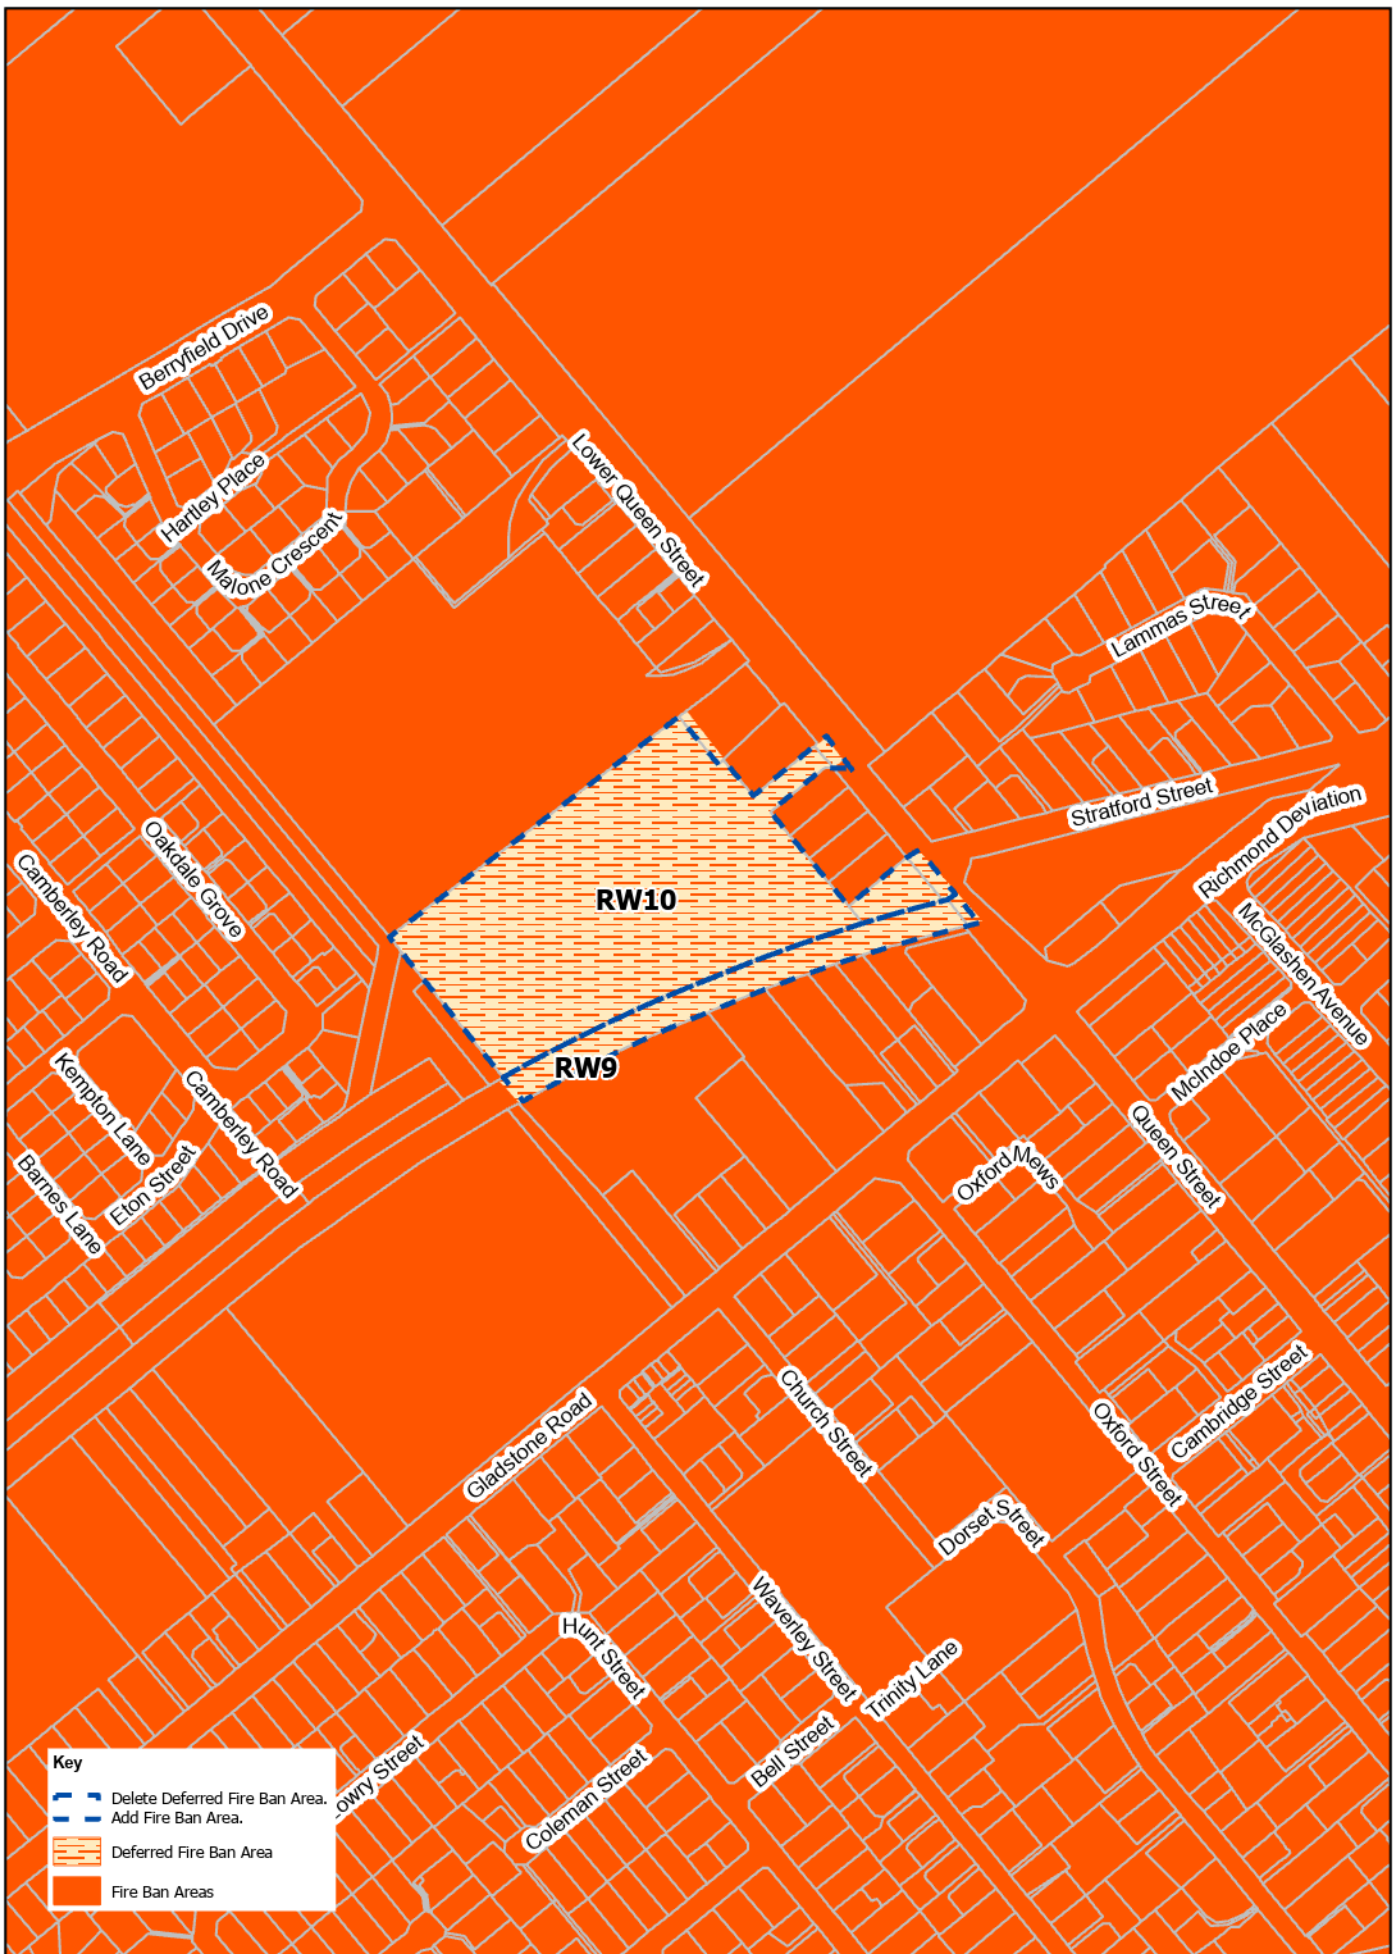 Berryfield Drive
Lower Queen Street
Hartley Place
Malone Crescent
Lammas Street
Stratford Street
Richmond Deviation
Oakdale Grove
Camberley Road
RW10
McGlashen Avenue
McIndoe Place
Kempton Lane
Camberley Road
RW9
Queen Street
Barnes Lane
Eton Street
Oxford Mews
Cambridge Street
Church Street
Gladstone Road
Oxford Street
Dorset Street
Waverley Street
Hunt Street
Trinity Lane
Bell Street
Coleman Street
owry Street
Key
Delete Deferred Fire Ban Area.
Add Fire Ban Area.
Deferred Fire Ban Area
Fire Ban Areas